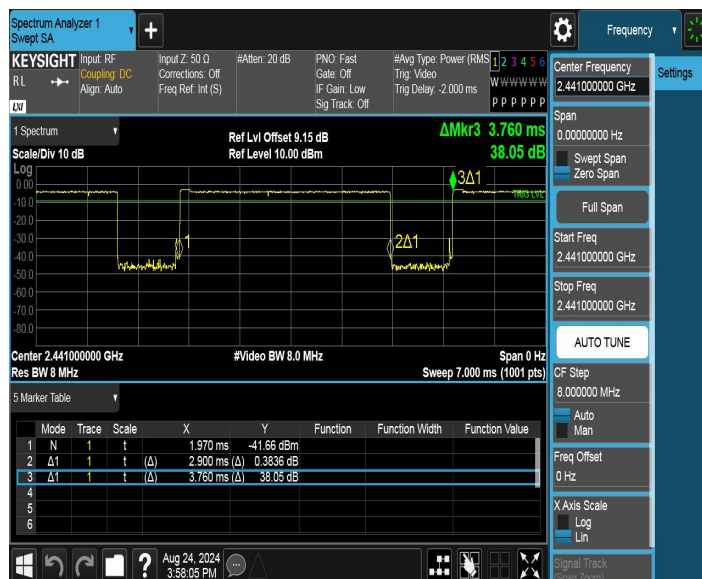 Spectrum Analyzer 1
Swept SA
+
Frequency
KEYSIGHT
Input: RF
Input Z: 50 Ω
#Atten: 20 dB
PNO: Fast
#Avg Type: Power (RMS
1 2 3 4 5 6
R L
Coupling: DC
Corrections: Off
Gate: Off
Trig: Video
W W W W W W
Align: Auto
Freq Ref: Int (S)
IF Gain: Low
Trig Delay: -2.000 ms
Sig Track: Off
P P P P P P
LXI
Center Frequency
2.441000000 GHz
Settings
Span
0.00000000 Hz
Swept Span
Zero Span
Full Span
Start Freq
2.441000000 GHz
Stop Freq
2.441000000 GHz
AUTO TUNE
CF Step
8.000000 MHz
Auto
Man
Freq Offset
0 Hz
X Axis Scale
Log
Lin
Signal Track
(Span Zoom)
1 Spectrum
Ref Lvl Offset 9.15 dB
ΔMkr3 3.760 ms
Scale/Div 10 dB
Ref Level 10.00 dBm
38.05 dB
Log
3Δ1
0.00
TRIG LVL
-10.0
-20.0
-30.0
1
2Δ1
-40.0
-50.0
-60.0
-70.0
-80.0
Center 2.441000000 GHz
#Video BW 8.0 MHz
Span 0 Hz
Res BW 8 MHz
Sweep 7.000 ms (1001 pts)
5 Marker Table
Mode Trace Scale X Y Function Function Width Function Value
1 N 1 t 1.970 ms -41.66 dBm
2 Δ1 1 t (Δ) 2.900 ms (Δ) 0.3836 dB
3 Δ1 1 t (Δ) 3.760 ms (Δ) 38.05 dB
4
5
6
?
Aug 24, 2024
3:58:05 PM